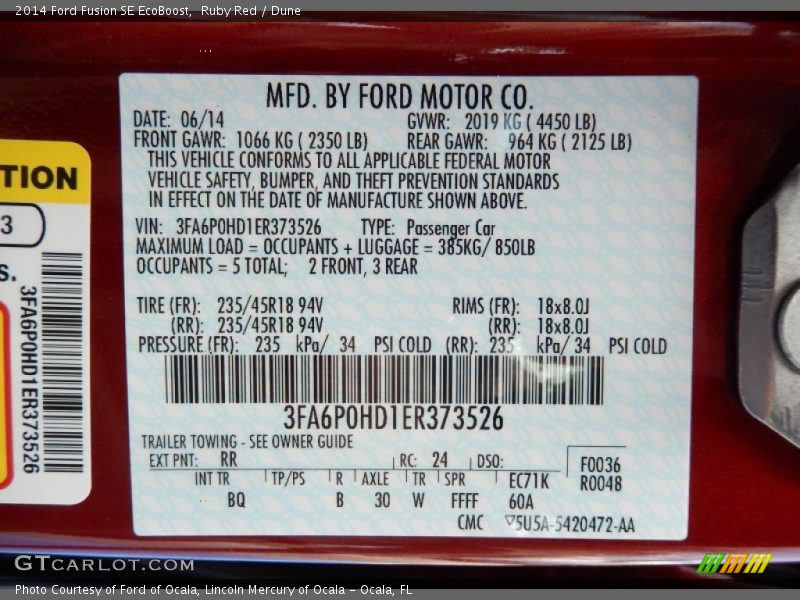 2014 Ford Fusion SE EcoBoost,  Ruby Red / Dune
MFD. BY FORD MOTOR CO.
DATE: 06/14 GVWR: 2019 KG ( 4450 LB)
FRONT GAWR: 1066 KG ( 2350 LB) REAR GAWR: 964 KG ( 2125 LB)
THIS VEHICLE CONFORMS TO ALL APPLICABLE FEDERAL MOTOR
VEHICLE SAFETY, BUMPER, AND THEFT PREVENTION STANDARDS
IN EFFECT ON THE DATE OF MANUFACTURE SHOWN ABOVE.
VIN: 3FA6P0HD1ER373526 TYPE: Passenger Car
MAXIMUM LOAD = OCCUPANTS + LUGGAGE = 385KG/ 850LB
OCCUPANTS = 5 TOTAL; 2 FRONT, 3 REAR
TIRE (FR): 235/45R18 94V RIMS (FR): 18x8.0J
(RR): 235/45R18 94V (RR): 18x8.0J
PRESSURE (FR): 235 kPa/ 34 PSI COLD (RR): 235 kPa/ 34 PSI COLD
3FA6P0HD1ER373526
TRAILER TOWING - SEE OWNER GUIDE
EXT PNT: RR RC: 24 DSO: F0036
INT TR TP/PS R AXLE TR SPR EC71K R0048
BQ B 30 W FFFF 60A
CMC 5U5A-5420472-AA
TION
3
S.
3FA6P0HD1ER373526
GTCARLOT.COM
Photo Courtesy of Ford of Ocala, Lincoln Mercury of Ocala - Ocala, FL